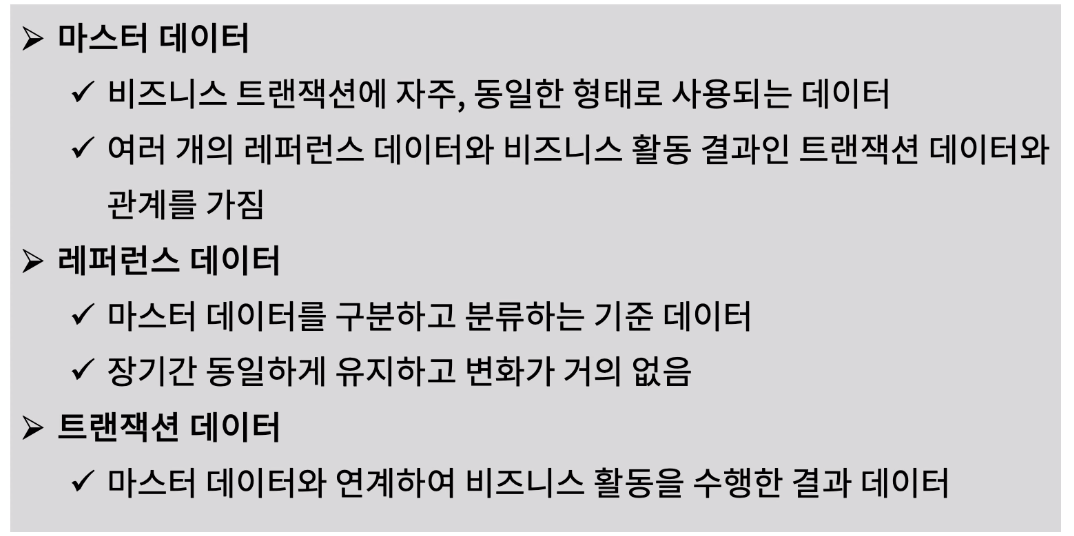 ➢ 마스터 데이터
✓ 비즈니스 트랜잭션에 자주, 동일한 형태로 사용되는 데이터
✓ 여러 개의 레퍼런스 데이터와 비즈니스 활동 결과인 트랜잭션 데이터와
관계를 가짐
➢ 레퍼런스 데이터
✓ 마스터 데이터를 구분하고 분류하는 기준 데이터
✓ 장기간 동일하게 유지하고 변화가 거의 없음
➢ 트랜잭션 데이터
✓ 마스터 데이터와 연계하여 비즈니스 활동을 수행한 결과 데이터